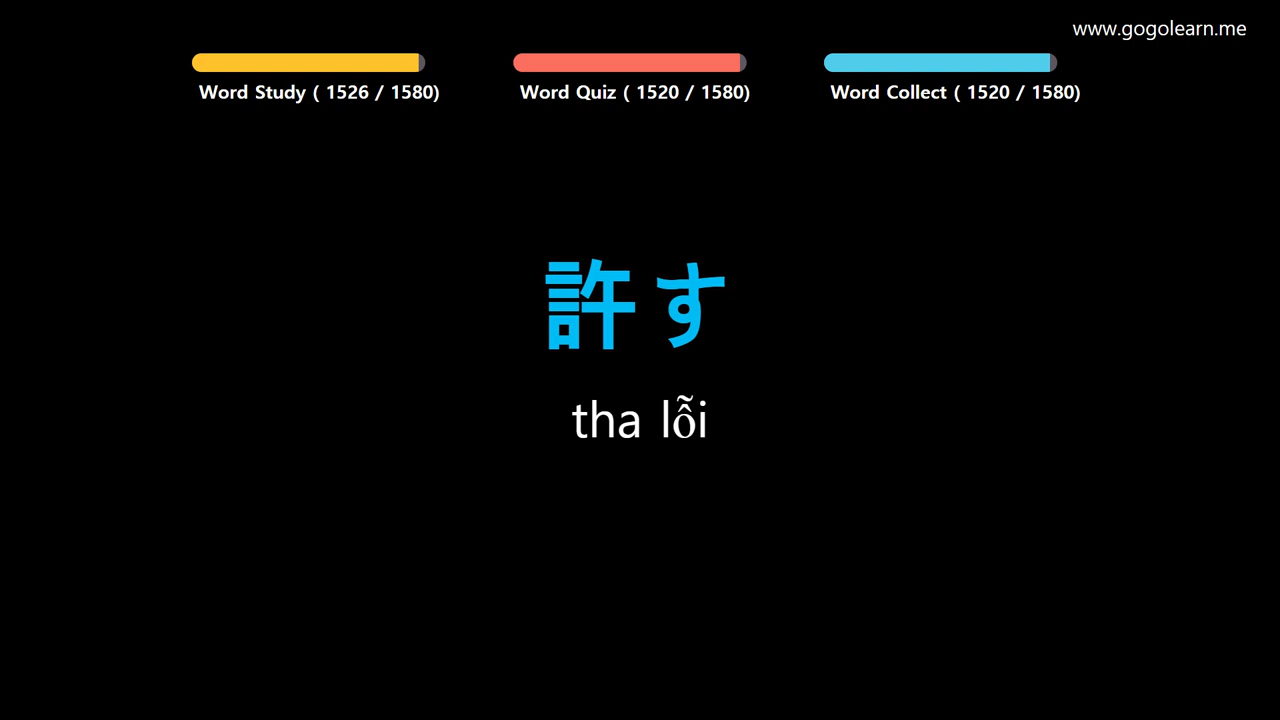 www.gogolearn.me
Word Study ( 1526 / 1580)
Word Quiz ( 1520 / 1580)
Word Collect ( 1520 / 1580)
許す
tha lỗi